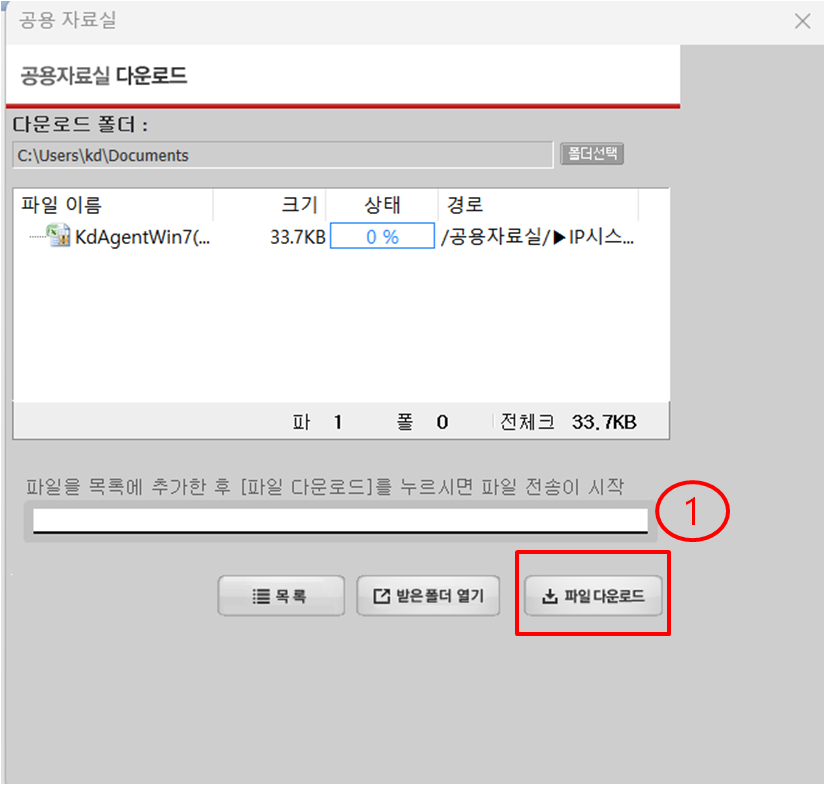 공용 자료실
공용자료실 다운로드
다운로드 폴더 :
C:\Users\kd\Documents 폴더선택
파일 이름 크기 상태 경로
KdAgentWin7(... 33.7KB 0 % /공용자료실/▶IP시스...
파 1 폴 0 전체크 33.7KB
파일을 목록에 추가한 후 [파일 다운로드]를 누르시면 파일 전송이 시작
1
목 록 받은폴더 열기 파일 다운로드